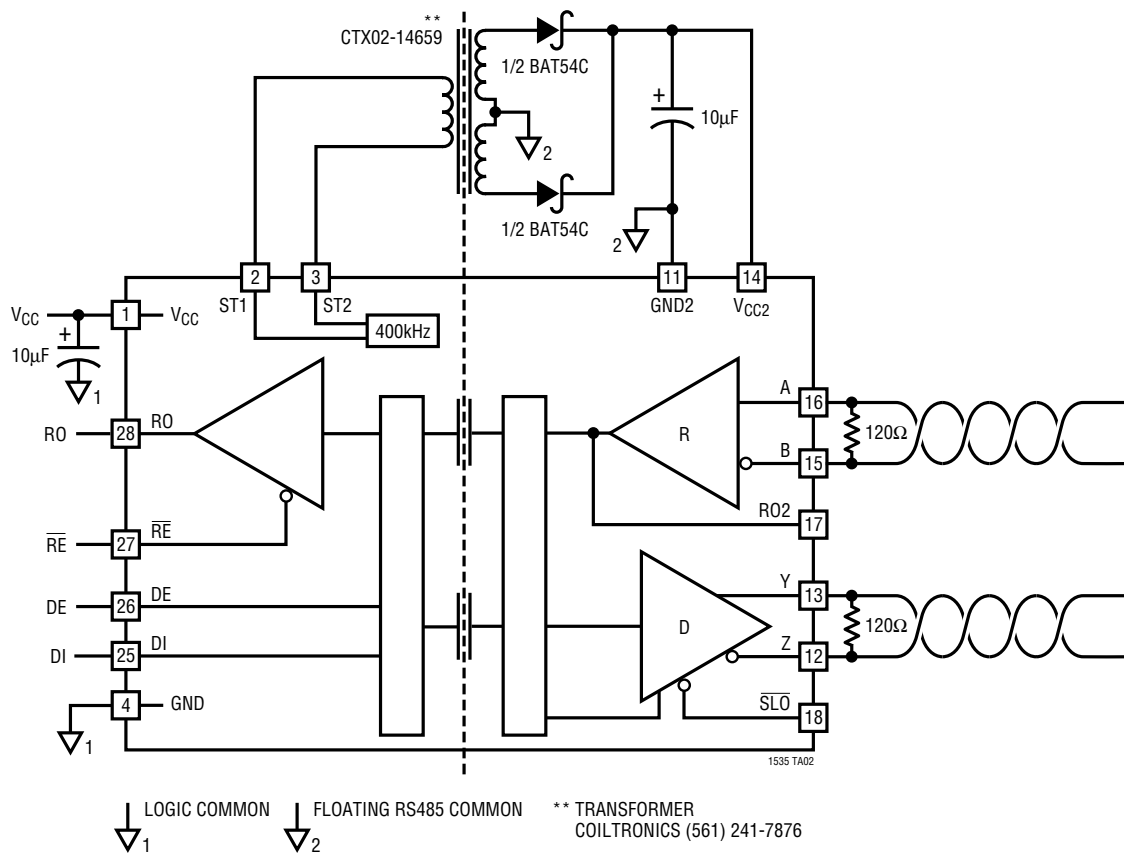 **
CTX02-14659
1/2 BAT54C
+
10µF
2
1/2 BAT54C
2
2
3
11
14
ST1
ST2
GND2
VCC2
VCC
1
VCC
400kHz
+
10µF
1
A
16
RO
28
RO
R
120Ω
B
15
RO2
17
RE
27
RE
Y
13
DE
26
DE
D
120Ω
DI
25
DI
Z
12
4
GND
SLO
18
1
1535 TA02
LOGIC COMMON
1
FLOATING RS485 COMMON
2
** TRANSFORMER
COILTRONICS (561) 241-7876